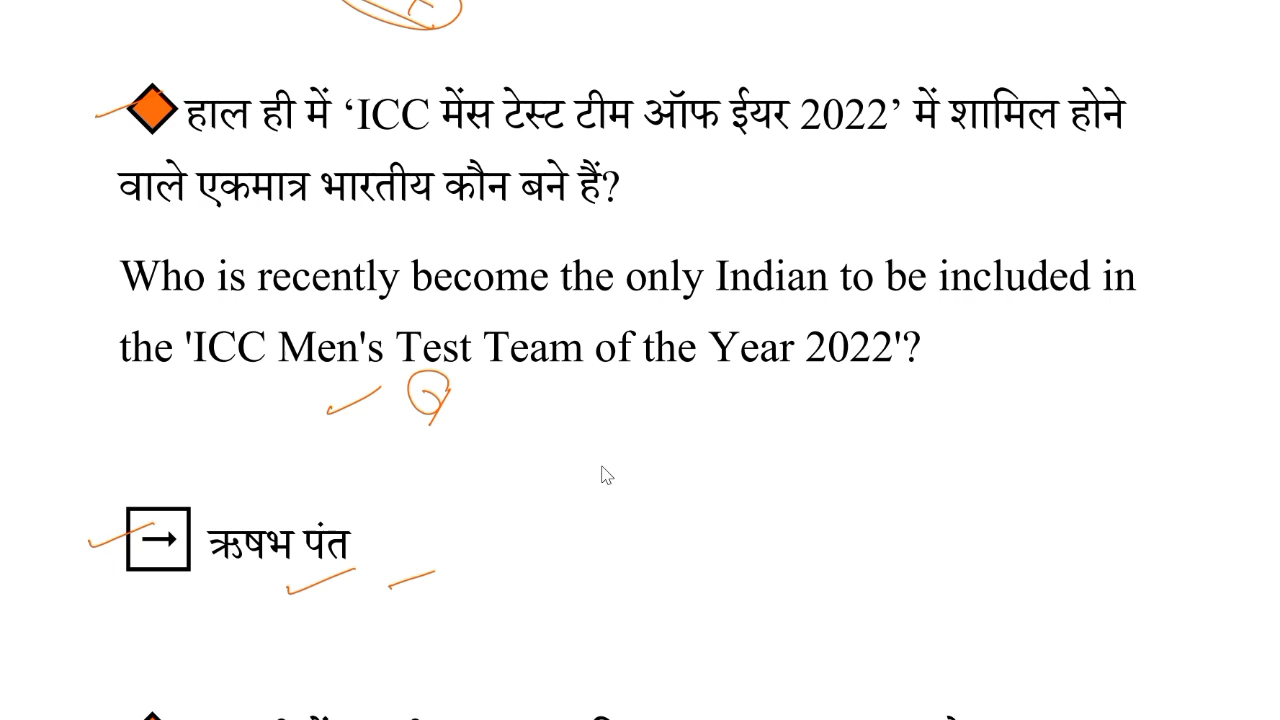 हाल ही में ‘ICC मेंस टेस्ट टीम ऑफ ईयर 2022’ में शामिल होने
वाले एकमात्र भारतीय कौन बने हैं?
Who is recently become the only Indian to be included in
the 'ICC Men's Test Team of the Year 2022'?
→ ऋषभ पंत